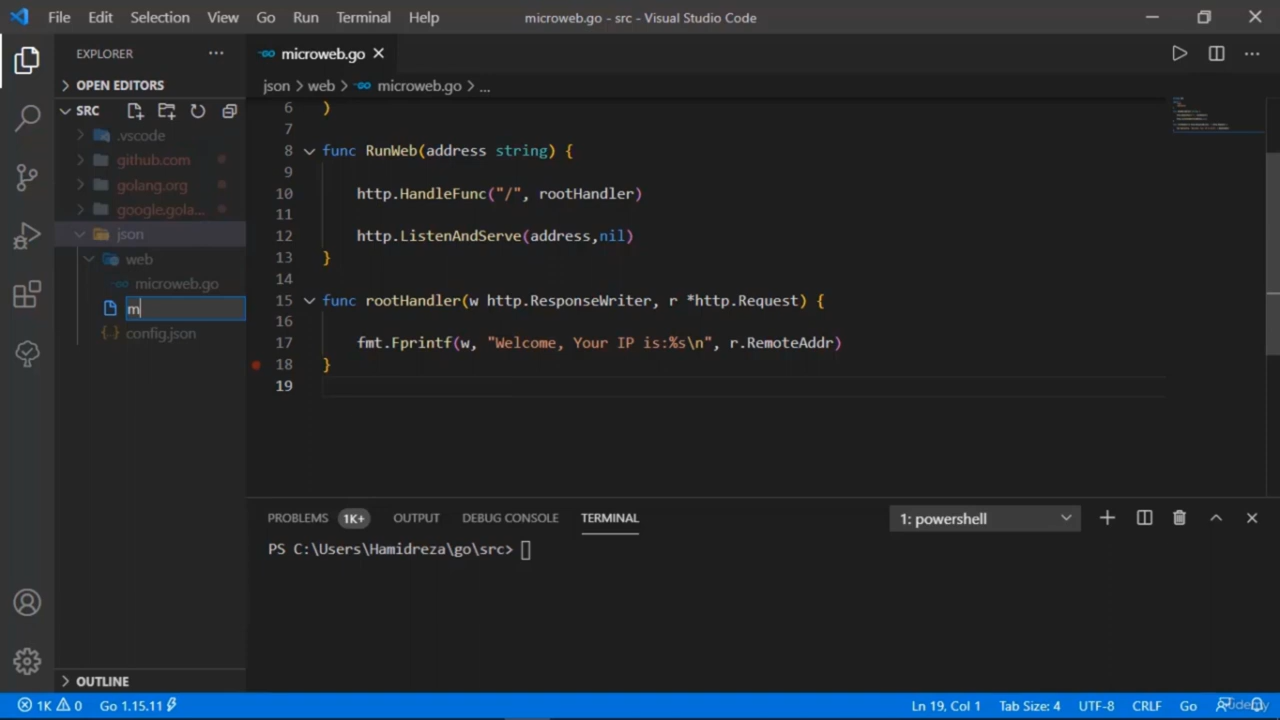 File Edit Selection View Go Run Terminal Help
microweb.go - src - Visual Studio Code
EXPLORER
microweb.go
OPEN EDITORS
json > web > microweb.go > ...
SRC
.vscode
github.com
golang.org
google.gola...
json
web
microweb.go
m
config.json
6 )
7
8 func RunWeb(address string) {
9
10 http.HandleFunc("/", rootHandler)
11
12 http.ListenAndServe(address,nil)
13 }
14
15 func rootHandler(w http.ResponseWriter, r *http.Request) {
16
17 fmt.Fprintf(w, "Welcome, Your IP is:%s\n", r.RemoteAddr)
18 }
19
PROBLEMS 1K+ OUTPUT DEBUG CONSOLE TERMINAL
1: powershell
PS C:\Users\Hamidreza\go\src>
OUTLINE
1K 0 Go 1.15.11
Ln 19, Col 1 Tab Size: 4 UTF-8 CRLF Go